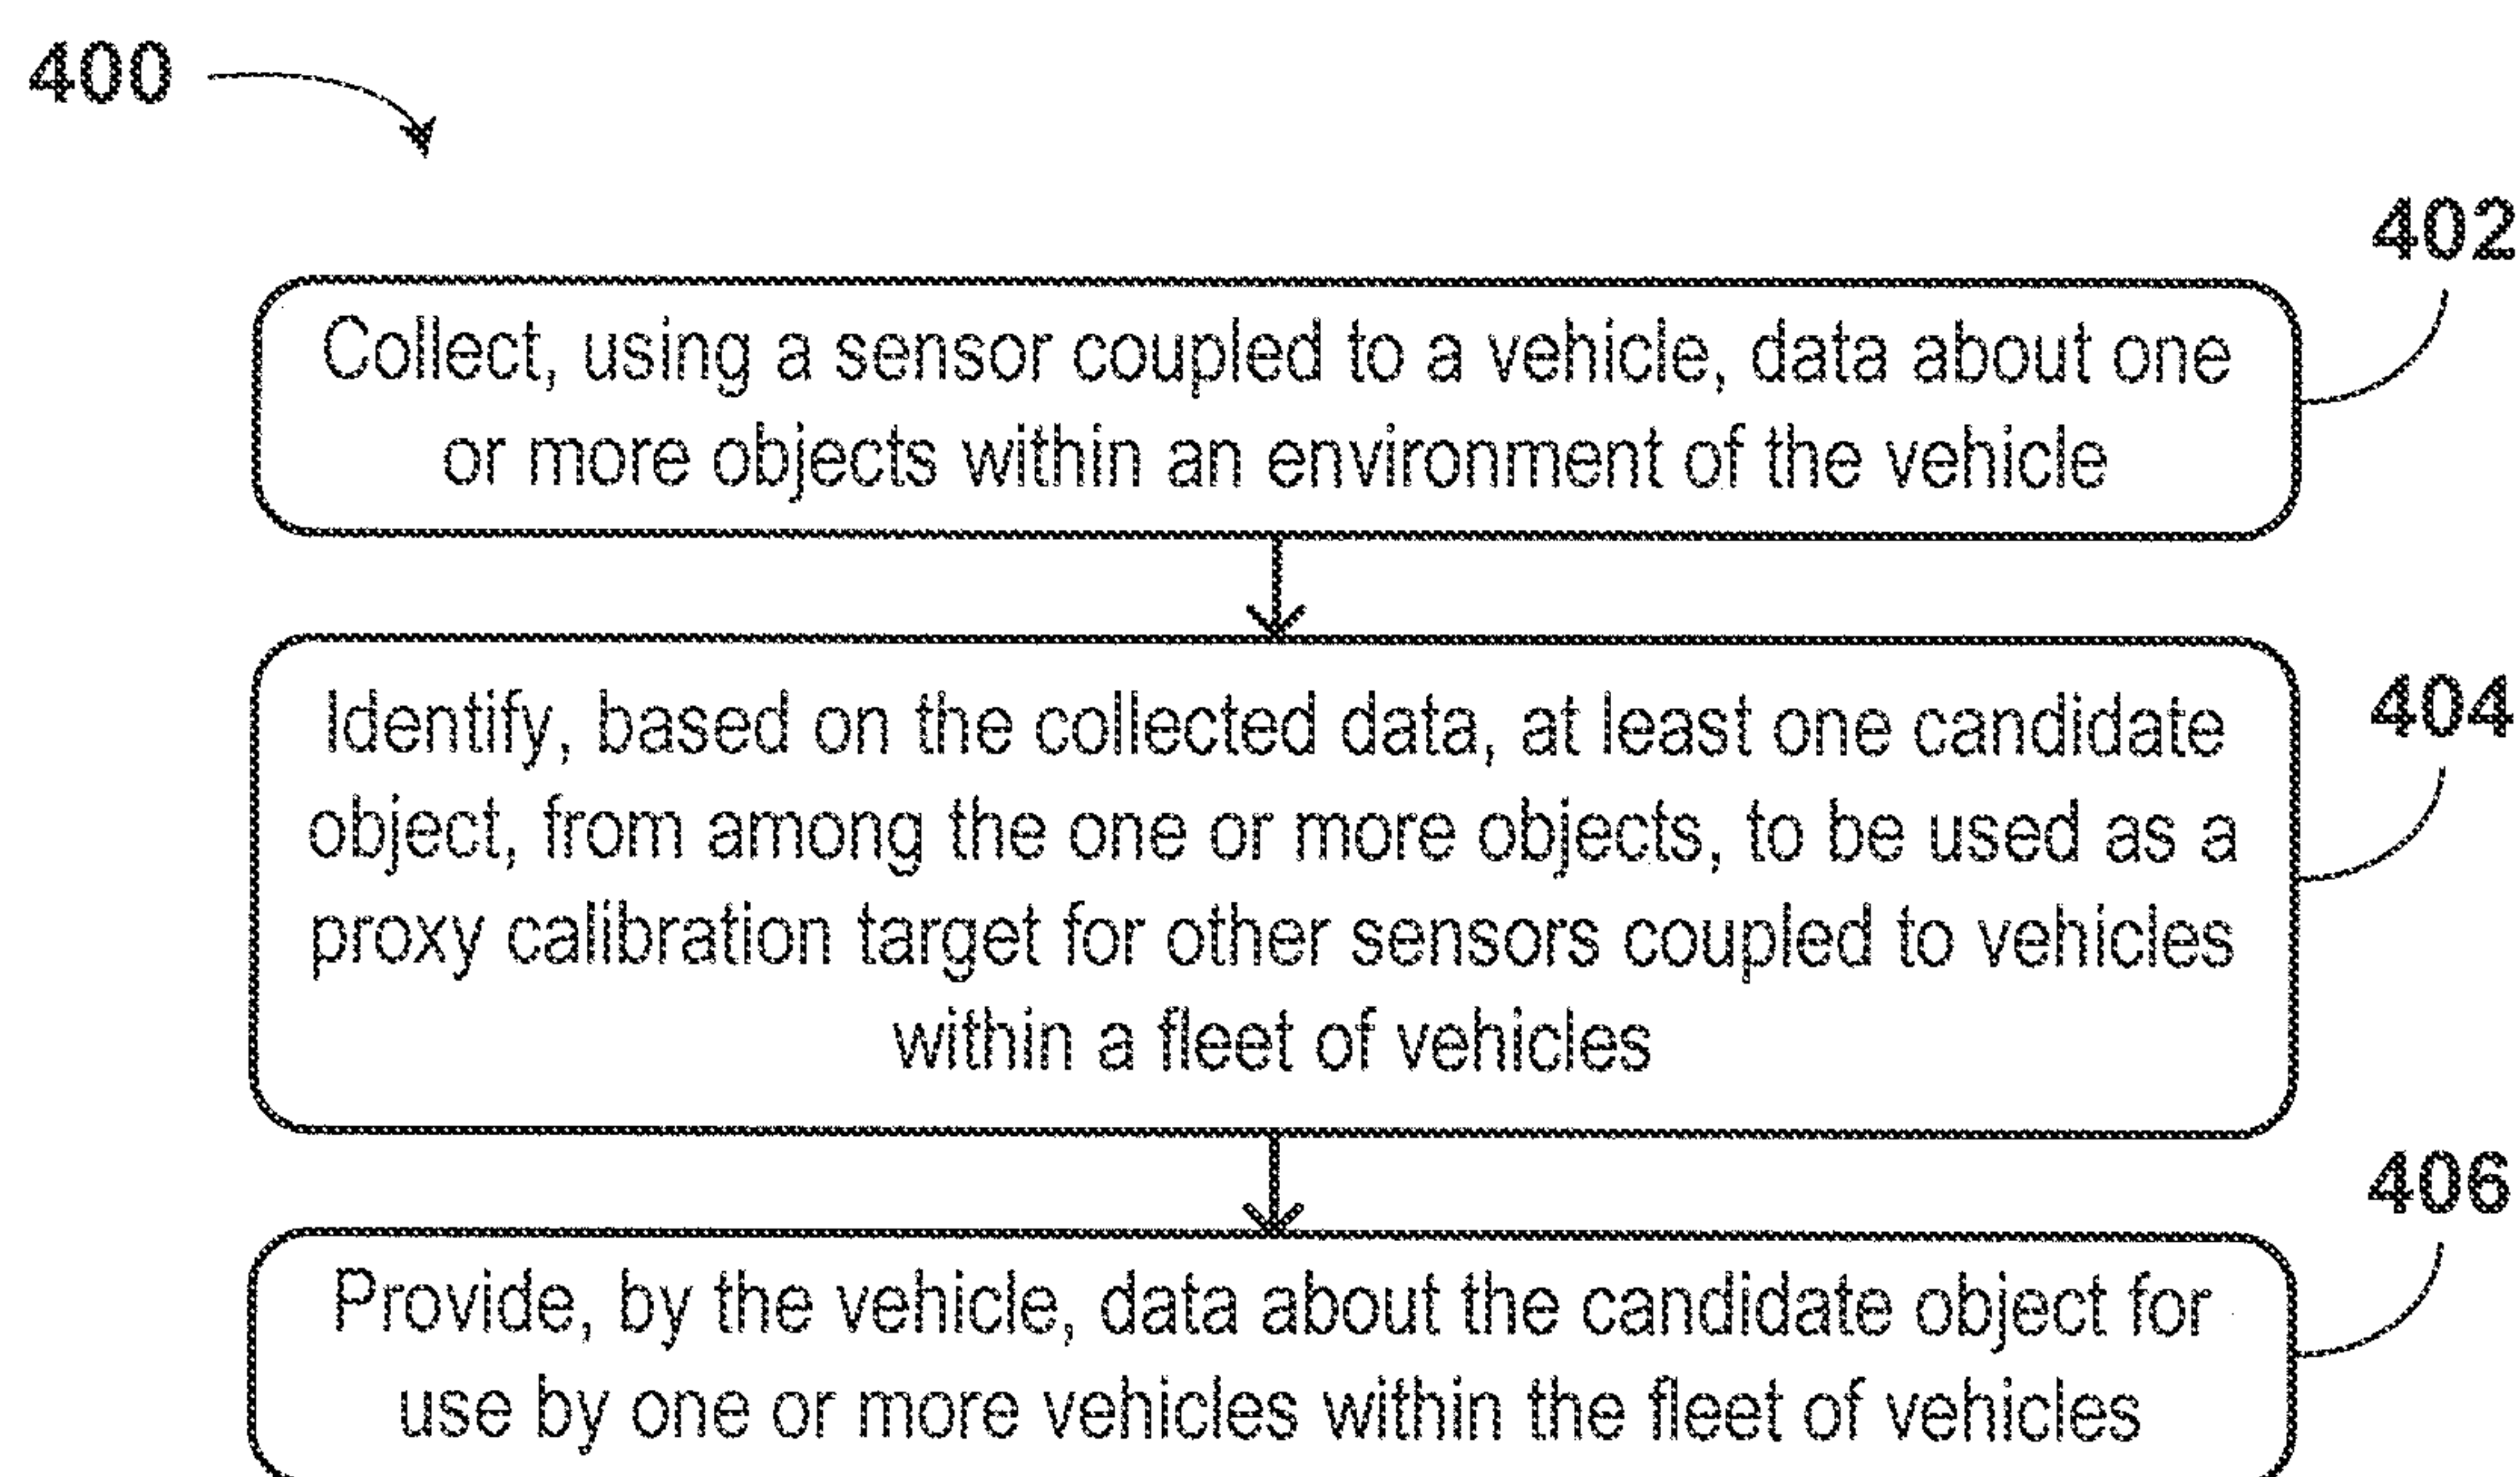 400
402
Collect, using a sensor coupled to a vehicle, data about one
or more objects within an environment of the vehicle
404
Identify, based on the collected data, at least one candidate
object, from among the one or more objects, to be used as a
proxy calibration target for other sensors coupled to vehicles
within a fleet of vehicles
406
Provide, by the vehicle, data about the candidate object for
use by one or more vehicles within the fleet of vehicles